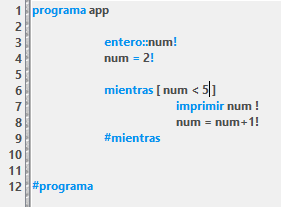 1 programa app
2
3 entero::num!
4 num = 2!
5
6 mientras [ num < 5 ]
7 imprimir num !
8 num = num+1!
9 #mientras
10
11
12 #programa